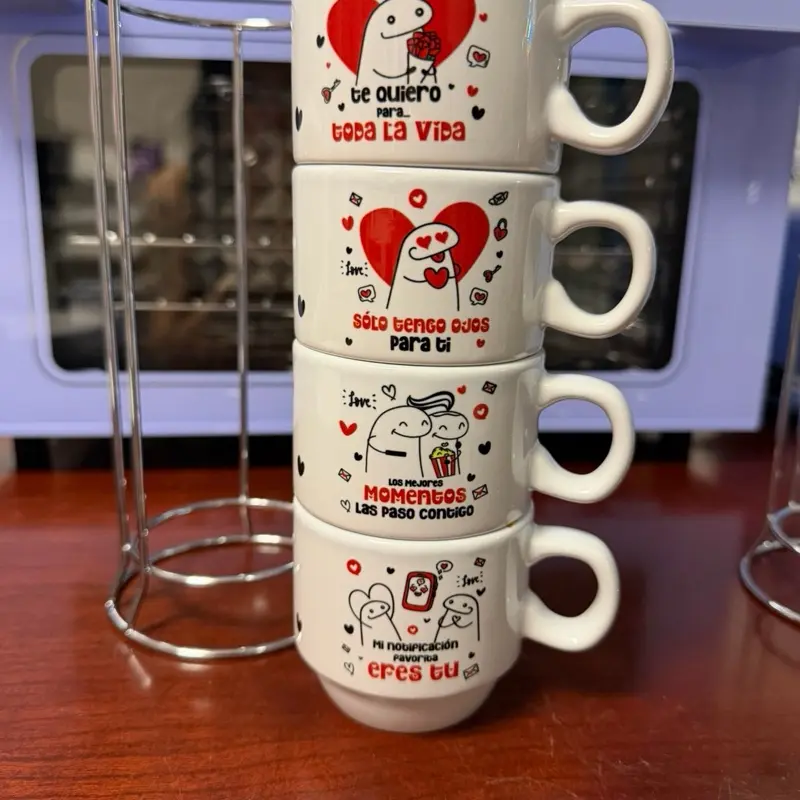 te quiero
para...
toda la vida
Love
sólo tengo ojos
para ti
Love
Los mejores
momentos
las paso contigo
Love
Mi notificación
favorita
eres tú